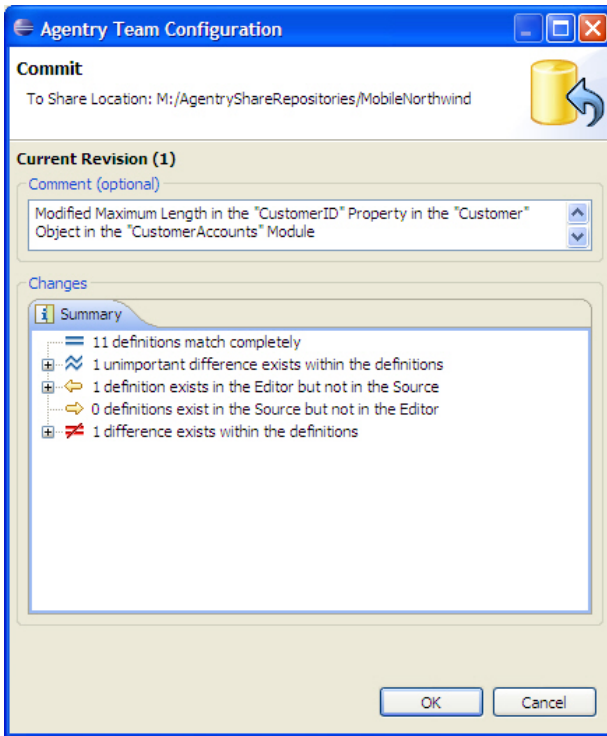 Agentry Team Configuration
Commit
To Share Location: M:/AgentryShareRepositories/MobileNorthwind
Current Revision (1)
Comment (optional)
Modified Maximum Length in the "CustomerID" Property in the "Customer"
Object in the "CustomerAccounts" Module
Changes
Summary
11 definitions match completely
1 unimportant difference exists within the definitions
1 definition exists in the Editor but not in the Source
0 definitions exist in the Source but not in the Editor
1 difference exists within the definitions
OK Cancel